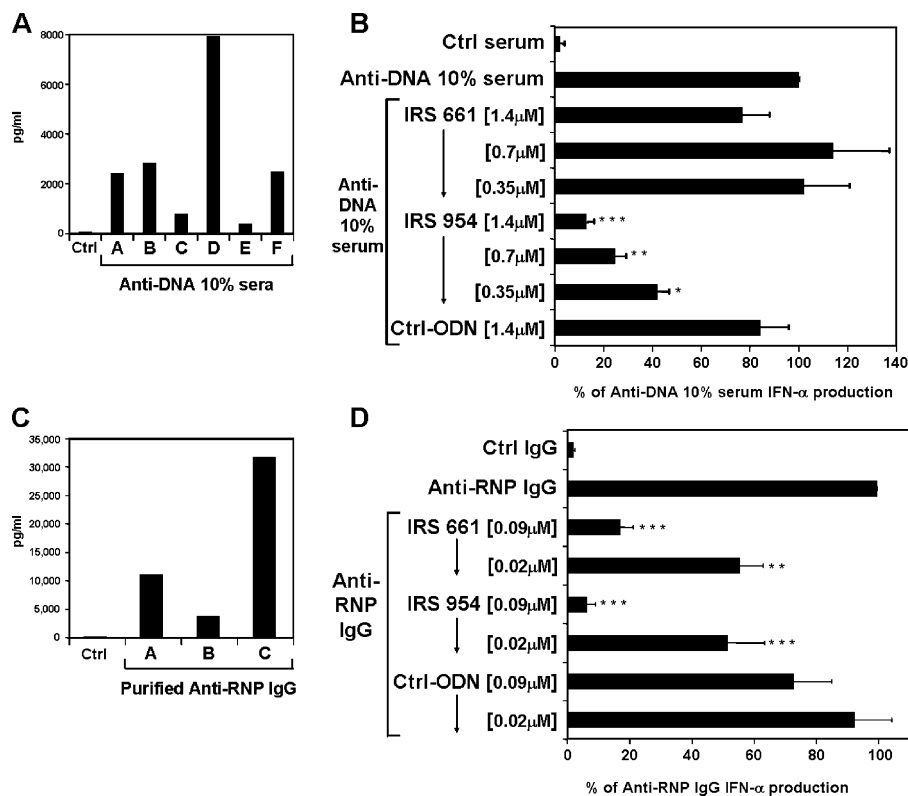 A
8000
6000
4000
2000
0
pg/ml
Ctrl A B C D E F
Anti-DNA 10% sera
B
Ctrl serum
Anti-DNA 10% serum
Anti-
DNA
10%
serum
IRS 661 [1.4μM]
[0.7μM]
[0.35μM]
IRS 954 [1.4μM] ***
[0.7μM] **
[0.35μM] *
Ctrl-ODN [1.4μM]
0 20 40 60 80 100 120 140
% of Anti-DNA 10% serum IFN-α production
C
35,000
30,000
25,000
20,000
15,000
10,000
5,000
0
pg/ml
Ctrl A B C
Purified Anti-RNP IgG
D
Ctrl IgG
Anti-RNP IgG
Anti-
RNP
IgG
IRS 661 [0.09μM] ***
[0.02μM] **
IRS 954 [0.09μM] ***
[0.02μM] ***
Ctrl-ODN [0.09μM]
[0.02μM]
0 20 40 60 80 100
% of Anti-RNP IgG IFN-α production